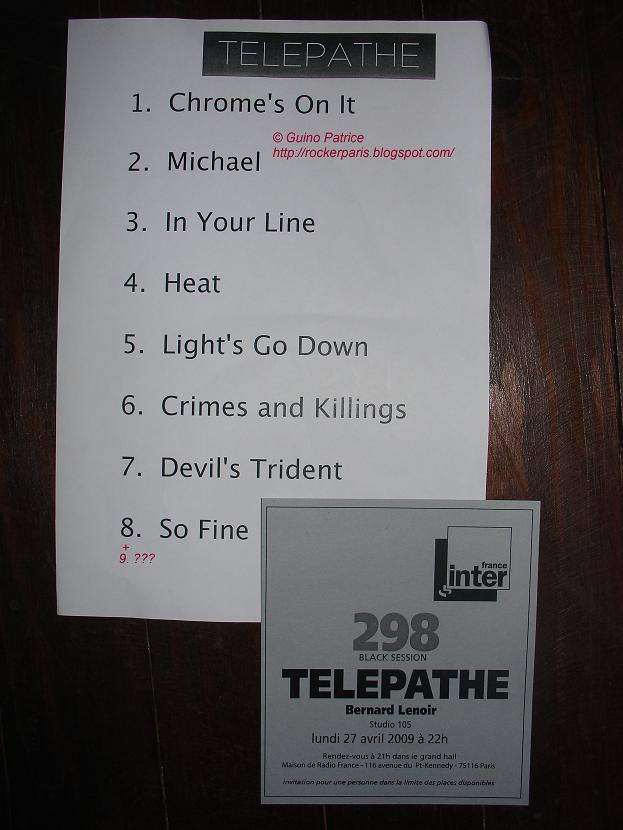 TELEPATHE
1. Chrome's On It
© Guino Patrice
http://rockerparis.blogspot.com/
2. Michael
3. In Your Line
4. Heat
5. Light's Go Down
6. Crimes and Killings
7. Devil's Trident
8. So Fine
+
9. ???
france
inter
298
BLACK SESSION
TELEPATHE
Bernard Lenoir
Studio 105
lundi 27 avril 2009 à 22h
Rendez-vous à 21h dans le grand hall
Maison de Radio France - 116 avenue du Pt-Kennedy - 75116 Paris
invitation pour une personne dans la limite des places disponibles